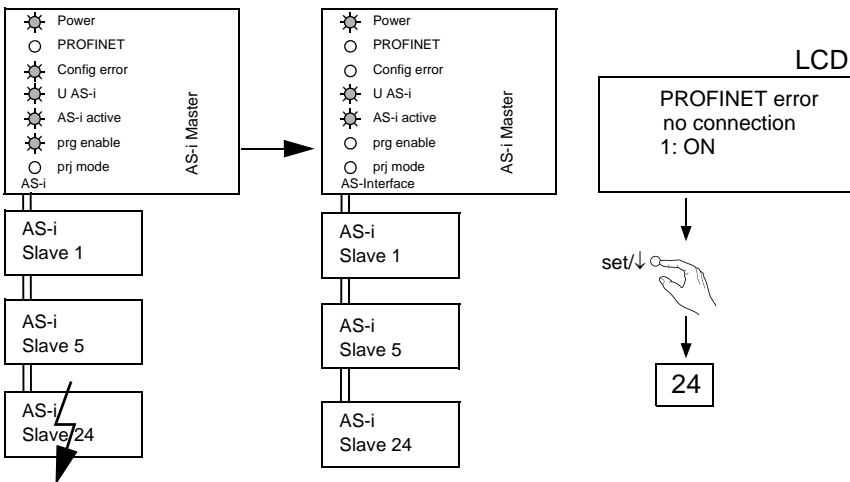 Power
PROFINET
Config error
U AS-i
AS-i active
prg enable
prj mode
AS-i
AS-i Master
AS-i
Slave 1
AS-i
Slave 5
AS-i
Slave 24
Power
PROFINET
Config error
U AS-i
AS-i active
prg enable
prj mode
AS-Interface
AS-i Master
AS-i
Slave 1
AS-i
Slave 5
AS-i
Slave 24
LCD
PROFINET error
no connection
1: ON
set/↓
24